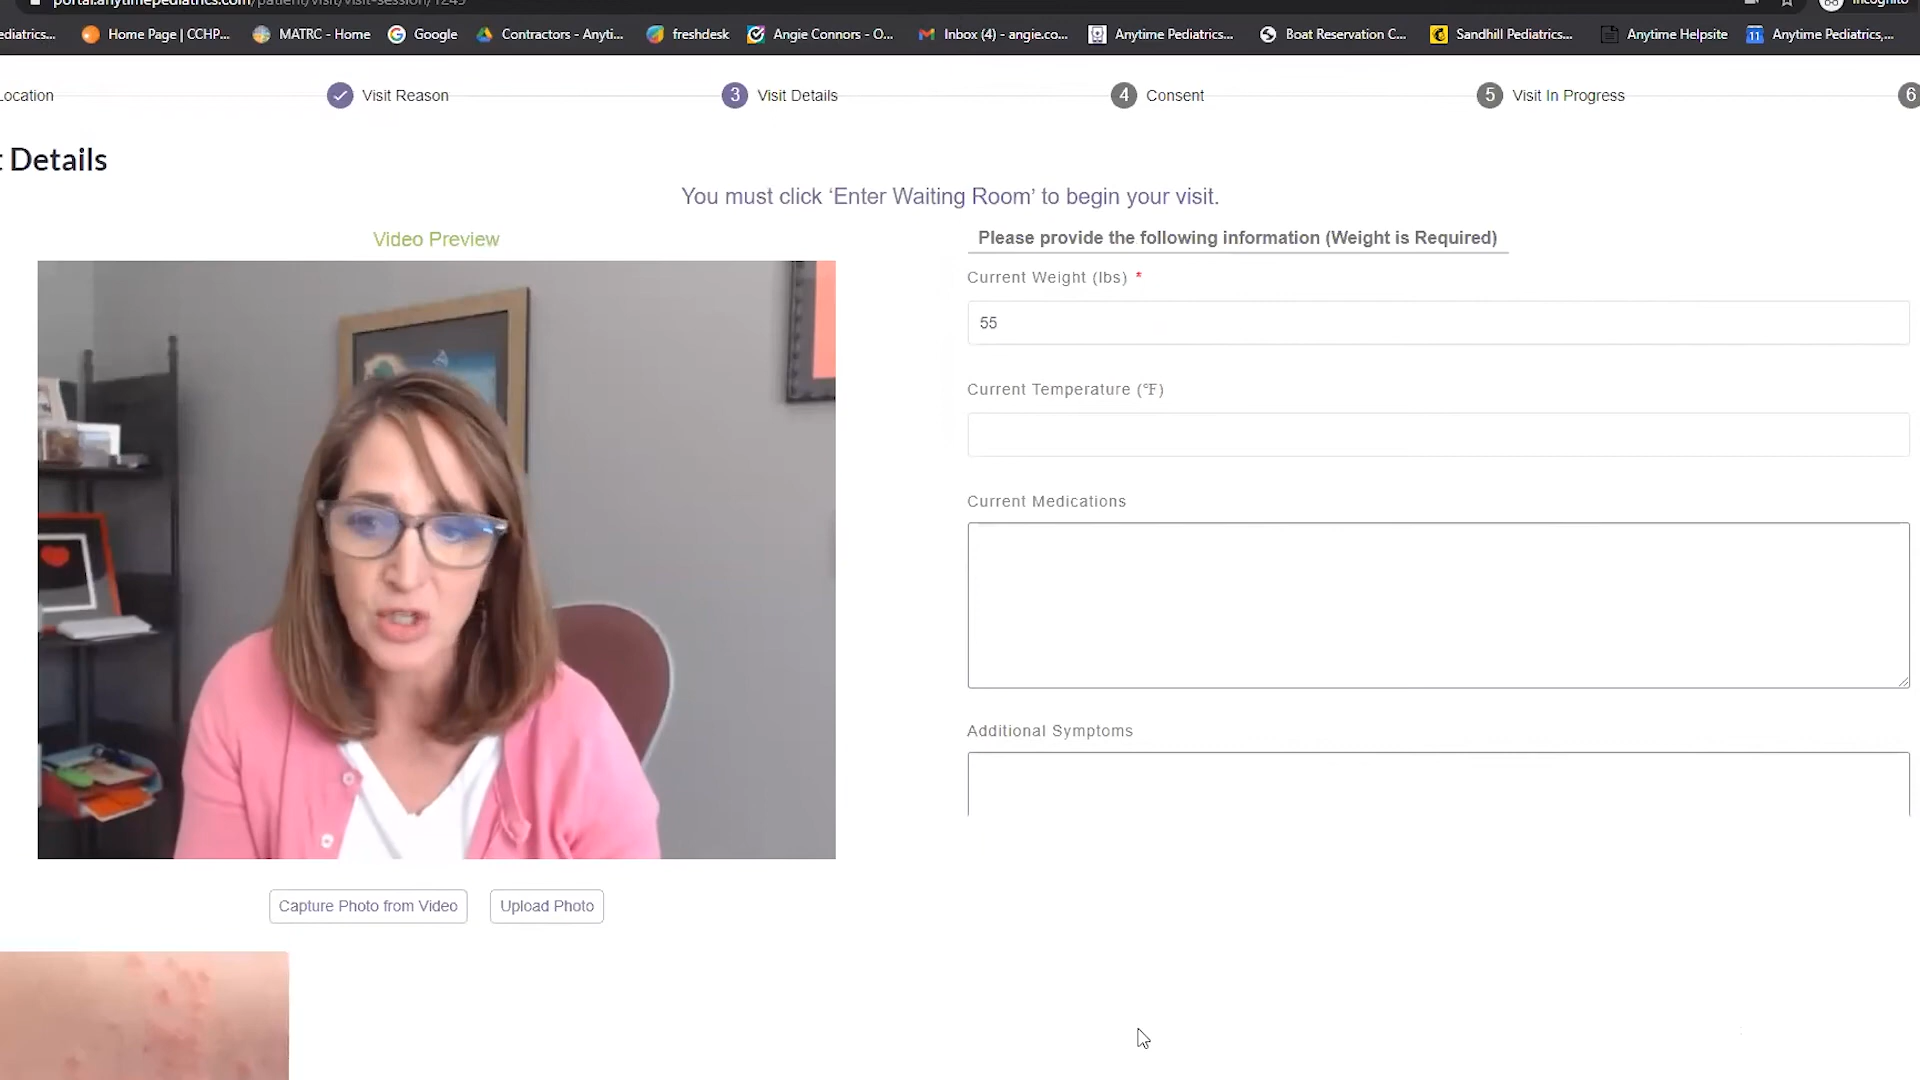 portal.anytimepediatrics.com/patient/visit/visit-session/1245
Incognito
ediatrics... Home Page | CCHP... MATRC - Home Google Contractors - Anyti... freshdesk Angie Connors - O... Inbox (4) - angie.co... Anytime Pediatrics... Boat Reservation C... Sandhill Pediatrics... Anytime Helpsite 11 Anytime Pediatrics,...
Location Visit Reason 3 Visit Details 4 Consent 5 Visit In Progress 6
t Details
You must click ‘Enter Waiting Room’ to begin your visit.
Video Preview
Please provide the following information (Weight is Required)
Current Weight (lbs) *
55
Current Temperature (°F)
Current Medications
Additional Symptoms
Capture Photo from Video Upload Photo